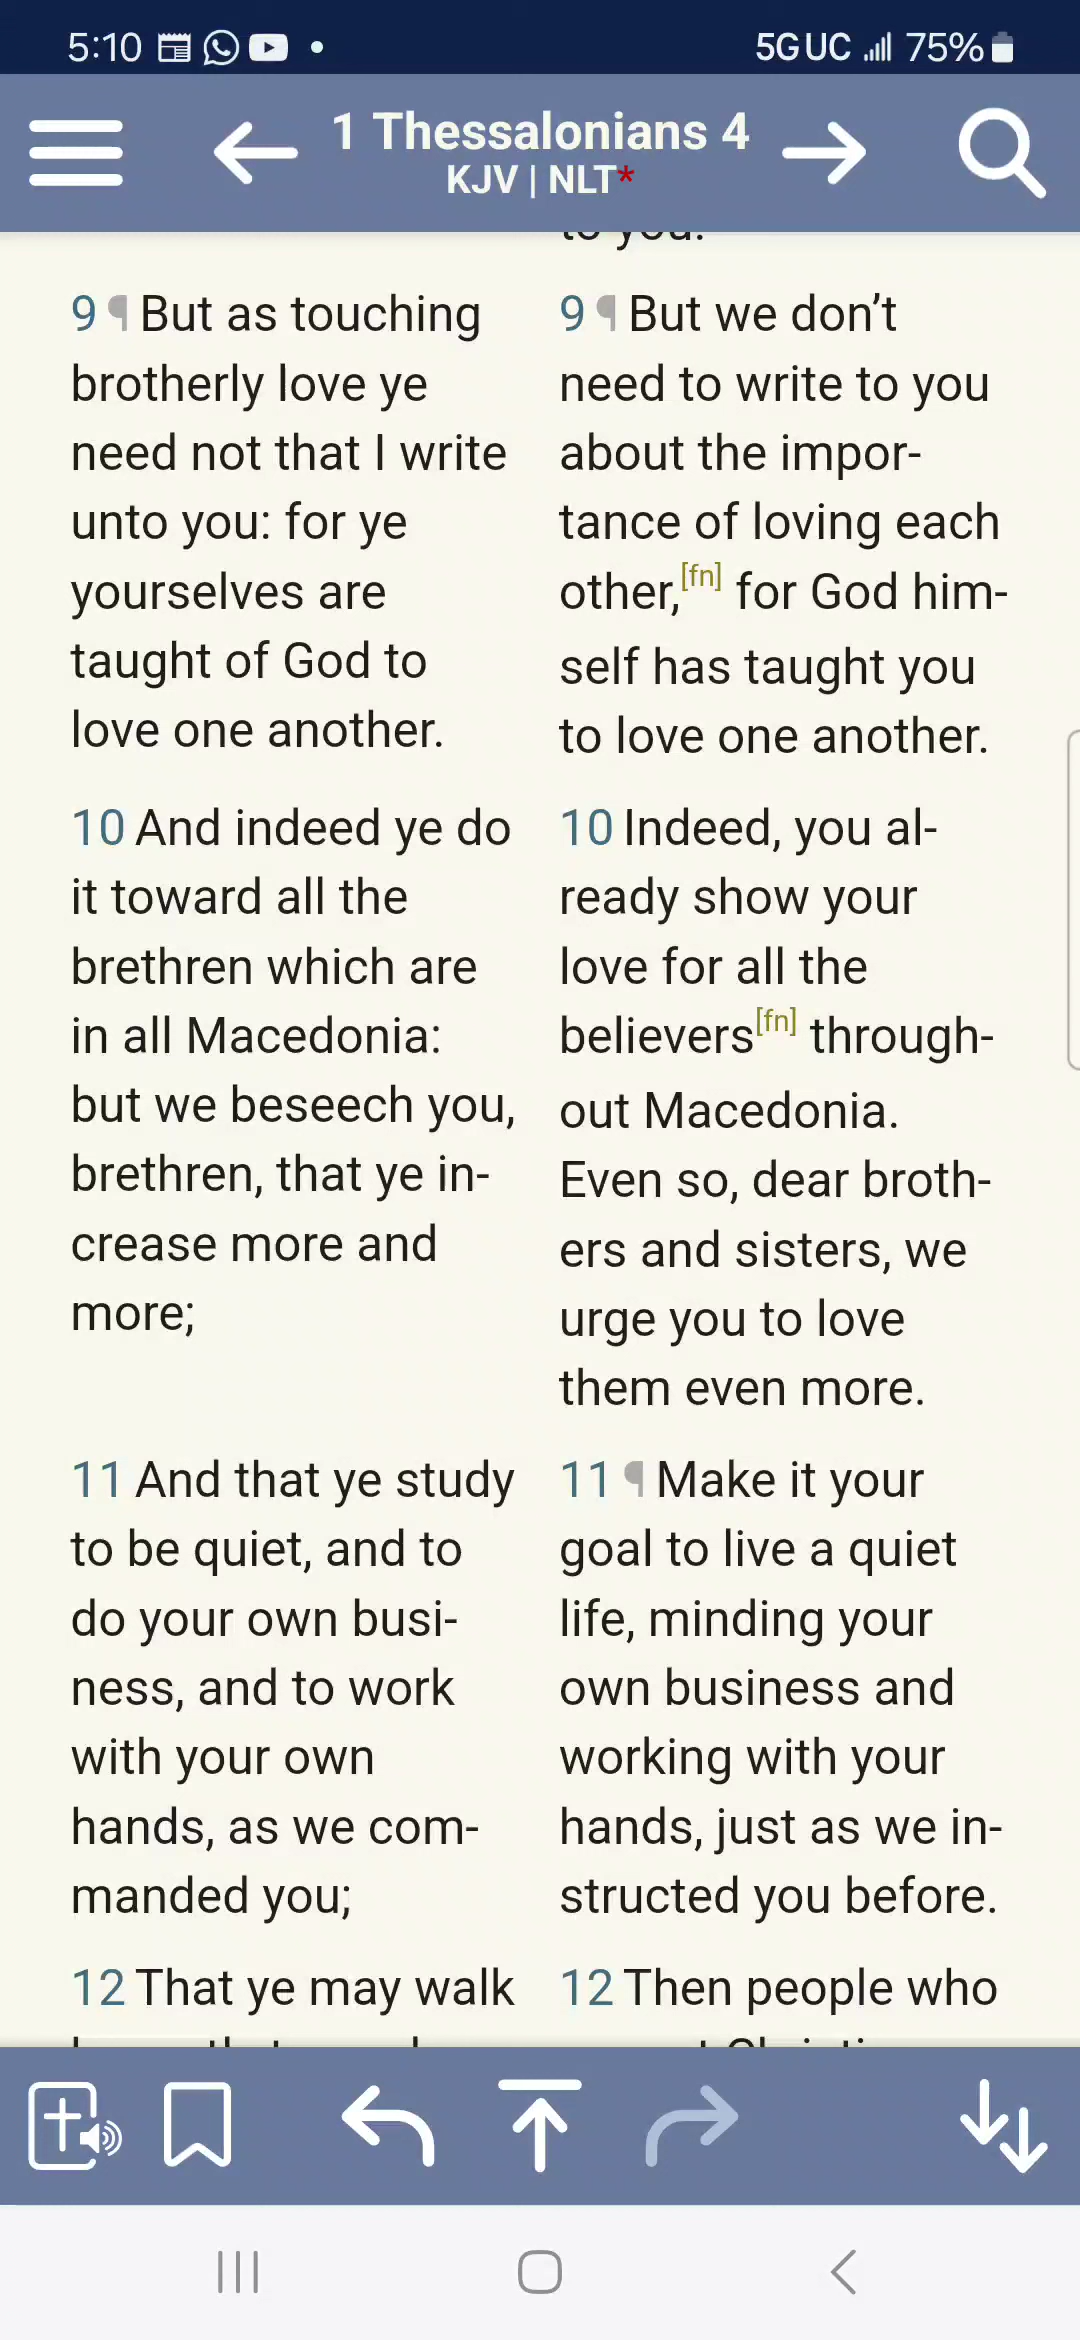 5:10
5G UC 75%
1 Thessalonians 4
KJV | NLT*
to you.
9 ¶ But as touching
brotherly love ye
need not that I write
unto you: for ye
yourselves are
taught of God to
love one another.
10 And indeed ye do
it toward all the
brethren which are
in all Macedonia:
but we beseech you,
brethren, that ye in-
crease more and
more;
11 And that ye study
to be quiet, and to
do your own busi-
ness, and to work
with your own
hands, as we com-
manded you;
12 That ye may walk
9 ¶ But we don’t
need to write to you
about the impor-
tance of loving each
other,[fn] for God him-
self has taught you
to love one another.
10 Indeed, you al-
ready show your
love for all the
believers[fn] through-
out Macedonia.
Even so, dear broth-
ers and sisters, we
urge you to love
them even more.
11 ¶ Make it your
goal to live a quiet
life, minding your
own business and
working with your
hands, just as we in-
structed you before.
12 Then people who